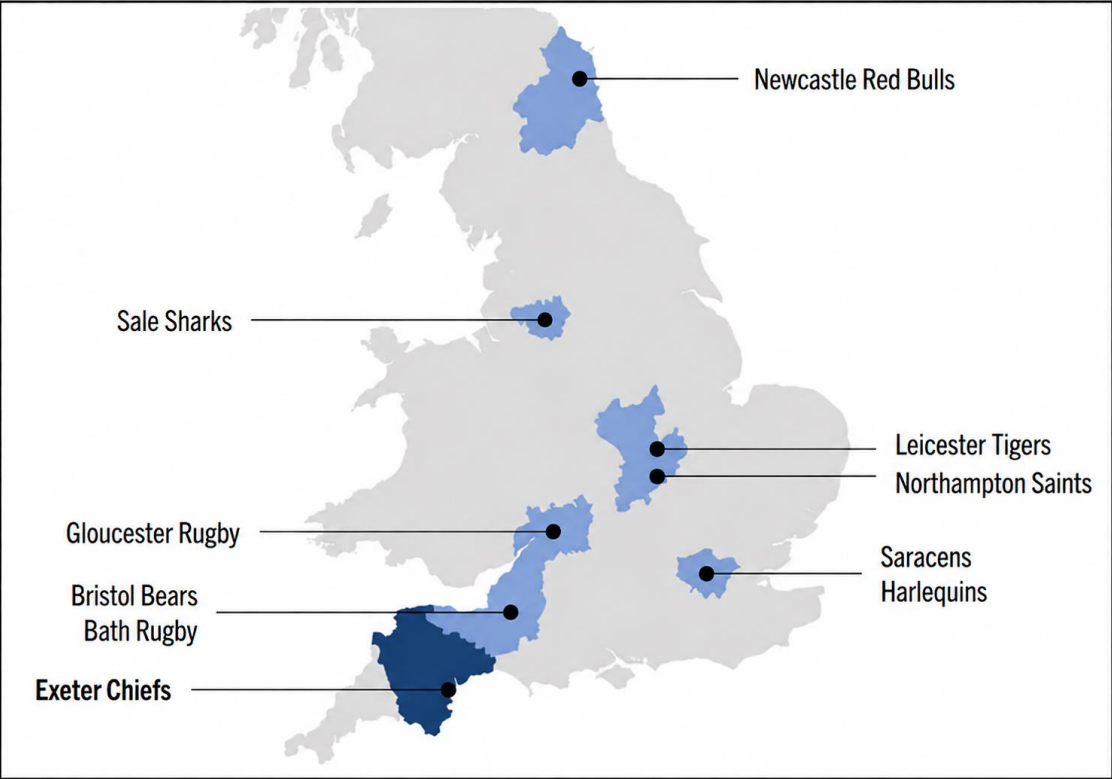 Newcastle Red Bulls
Sale Sharks
Leicester Tigers
Northampton Saints
Gloucester Rugby
Saracens
Harlequins
Bristol Bears
Bath Rugby
Exeter Chiefs